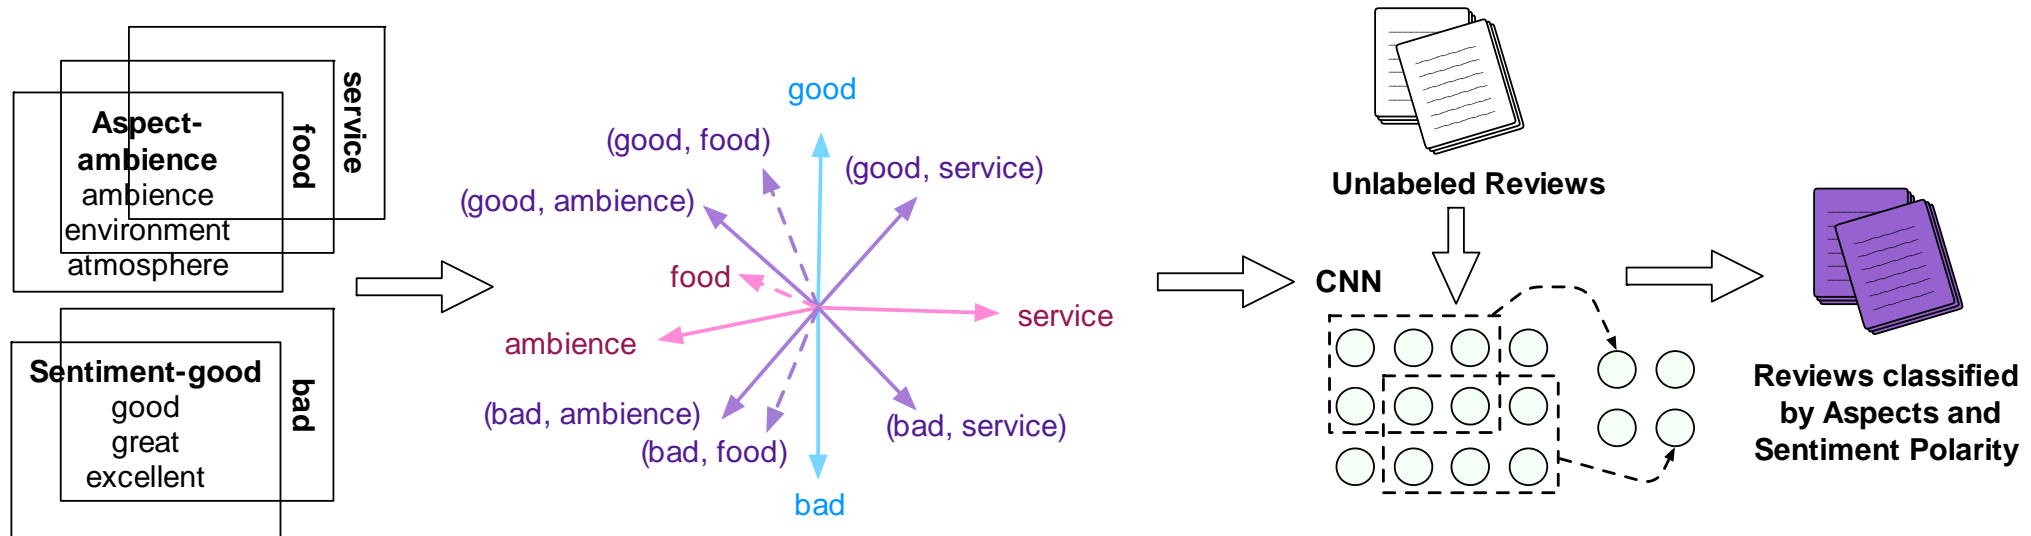 Aspect-
ambience
ambience
environment
atmosphere
food
service
Sentiment-good
good
great
excellent
bad
good
(good, food)
(good, service)
(good, ambience)
food
service
ambience
(bad, ambience)
(bad, service)
(bad, food)
bad
Unlabeled Reviews
CNN
Reviews classified
by Aspects and
Sentiment Polarity